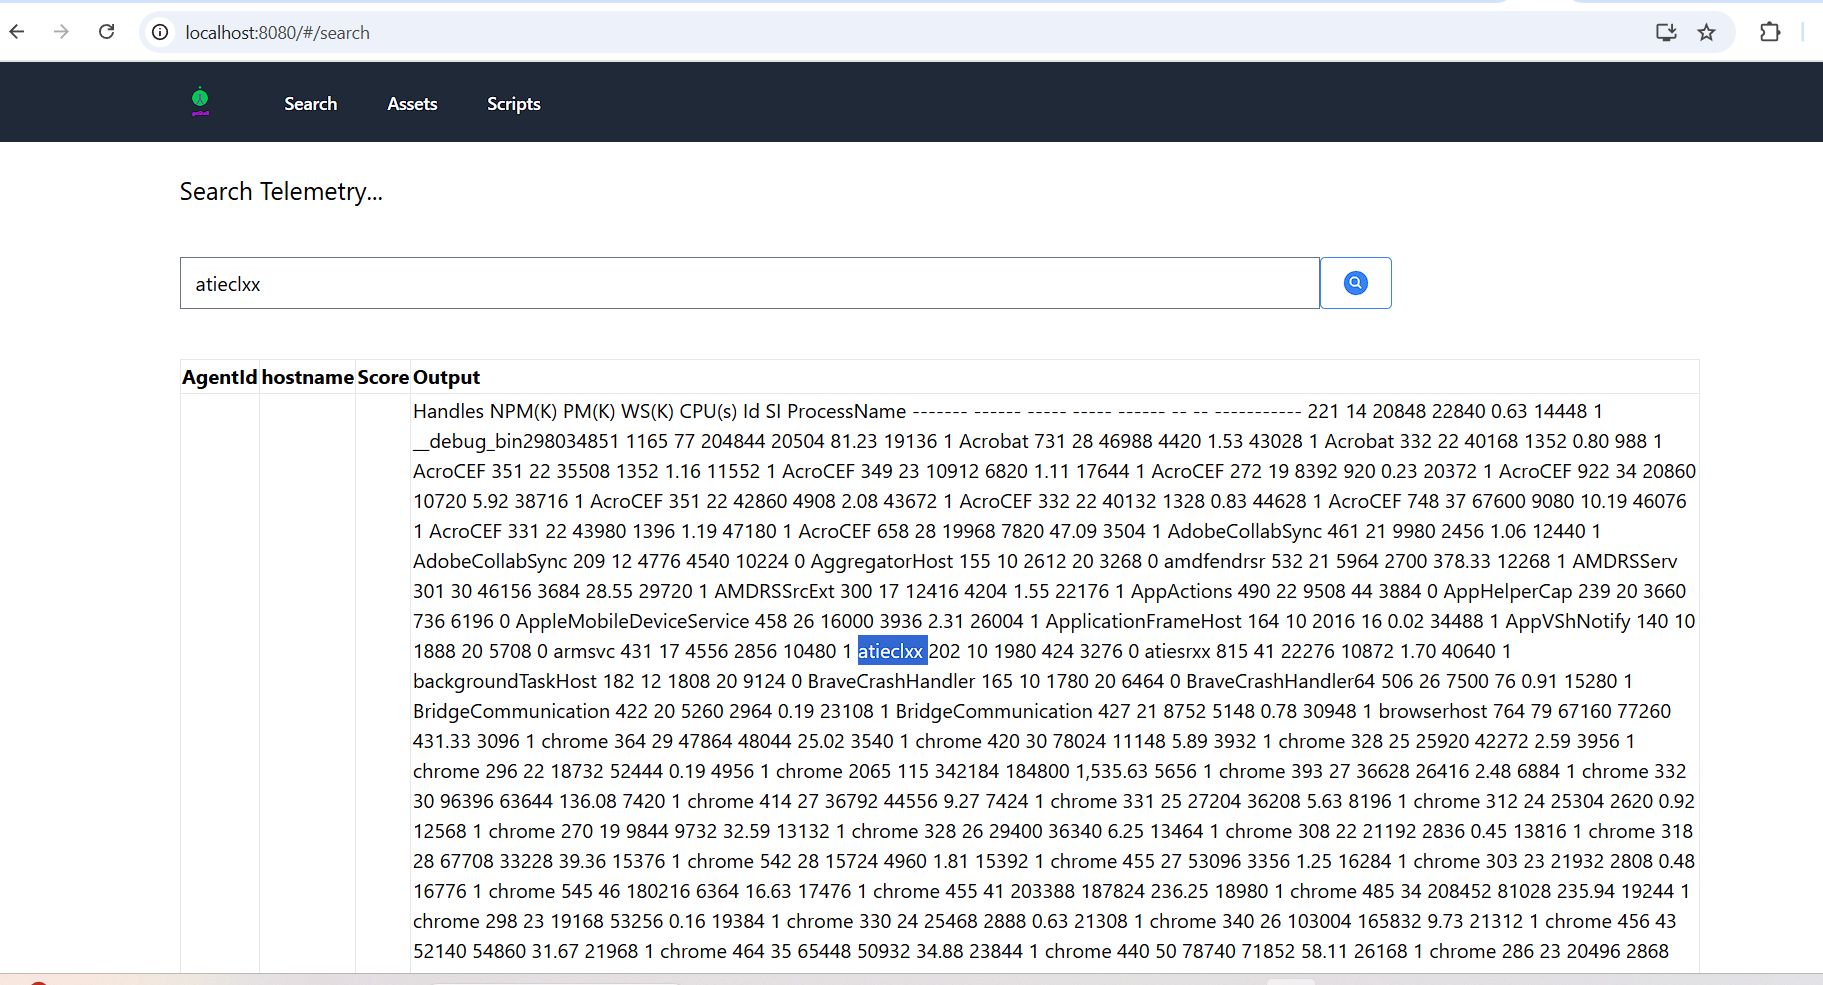 localhost:8080/#/search
Search Assets Scripts
Search Telemetry...
atieclxx
AgentId hostname Score Output
Handles NPM(K) PM(K) WS(K) CPU(s) Id SI ProcessName ------- ------ ----- ----- ------ -- -- ----------- 221 14 20848 22840 0.63 14448 1
__debug_bin298034851 1165 77 204844 20504 81.23 19136 1 Acrobat 731 28 46988 4420 1.53 43028 1 Acrobat 332 22 40168 1352 0.80 988 1
AcroCEF 351 22 35508 1352 1.16 11552 1 AcroCEF 349 23 10912 6820 1.11 17644 1 AcroCEF 272 19 8392 920 0.23 20372 1 AcroCEF 922 34 20860
10720 5.92 38716 1 AcroCEF 351 22 42860 4908 2.08 43672 1 AcroCEF 332 22 40132 1328 0.83 44628 1 AcroCEF 748 37 67600 9080 10.19 46076
1 AcroCEF 331 22 43980 1396 1.19 47180 1 AcroCEF 658 28 19968 7820 47.09 3504 1 AdobeCollabSync 461 21 9980 2456 1.06 12440 1
AdobeCollabSync 209 12 4776 4540 10224 0 AggregatorHost 155 10 2612 20 3268 0 amdfendrsr 532 21 5964 2700 378.33 12268 1 AMDRSServ
301 30 46156 3684 28.55 29720 1 AMDRSSrcExt 300 17 12416 4204 1.55 22176 1 AppActions 490 22 9508 44 3884 0 AppHelperCap 239 20 3660
736 6196 0 AppleMobileDeviceService 458 26 16000 3936 2.31 26004 1 ApplicationFrameHost 164 10 2016 16 0.02 34488 1 AppVShNotify 140 10
1888 20 5708 0 armsvc 431 17 4556 2856 10480 1 atieclxx 202 10 1980 424 3276 0 atiesrxx 815 41 22276 10872 1.70 40640 1
backgroundTaskHost 182 12 1808 20 9124 0 BraveCrashHandler 165 10 1780 20 6464 0 BraveCrashHandler64 506 26 7500 76 0.91 15280 1
BridgeCommunication 422 20 5260 2964 0.19 23108 1 BridgeCommunication 427 21 8752 5148 0.78 30948 1 browserhost 764 79 67160 77260
431.33 3096 1 chrome 364 29 47864 48044 25.02 3540 1 chrome 420 30 78024 11148 5.89 3932 1 chrome 328 25 25920 42272 2.59 3956 1
chrome 296 22 18732 52444 0.19 4956 1 chrome 2065 115 342184 184800 1,535.63 5656 1 chrome 393 27 36628 26416 2.48 6884 1 chrome 332
30 96396 63644 136.08 7420 1 chrome 414 27 36792 44556 9.27 7424 1 chrome 331 25 27204 36208 5.63 8196 1 chrome 312 24 25304 2620 0.92
12568 1 chrome 270 19 9844 9732 32.59 13132 1 chrome 328 26 29400 36340 6.25 13464 1 chrome 308 22 21192 2836 0.45 13816 1 chrome 318
28 67708 33228 39.36 15376 1 chrome 542 28 15724 4960 1.81 15392 1 chrome 455 27 53096 3356 1.25 16284 1 chrome 303 23 21932 2808 0.48
16776 1 chrome 545 46 180216 6364 16.63 17476 1 chrome 455 41 203388 187824 236.25 18980 1 chrome 485 34 208452 81028 235.94 19244 1
chrome 298 23 19168 53256 0.16 19384 1 chrome 330 24 25468 2888 0.63 21308 1 chrome 340 26 103004 165832 9.73 21312 1 chrome 456 43
52140 54860 31.67 21968 1 chrome 464 35 65448 50932 34.88 23844 1 chrome 440 50 78740 71852 58.11 26168 1 chrome 286 23 20496 2868